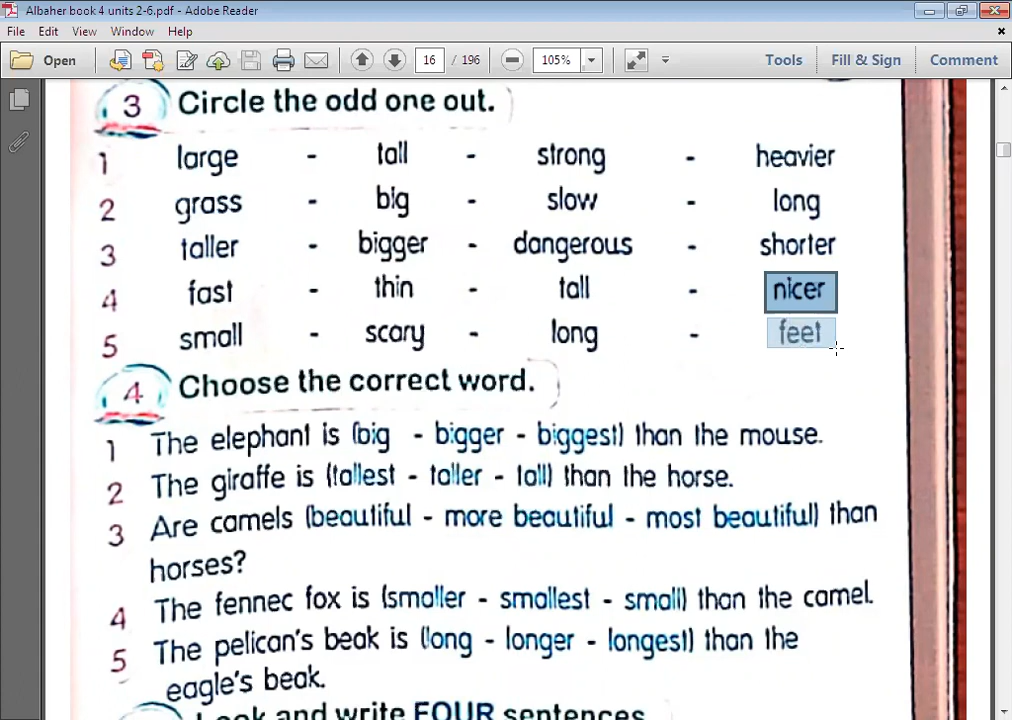 Albaher book 4 units 2-6.pdf - Adobe Reader
File Edit View Window Help
Open 16 / 196 105% Tools Fill & Sign Comment
3 Circle the odd one out.
1 large - tall - strong - heavier
2 grass - big - slow - long
3 taller - bigger - dangerous - shorter
4 fast - thin - tall - nicer
5 small - scary - long - feet
4 Choose the correct word.
1 The elephant is (big - bigger - biggest) than the mouse.
2 The giraffe is (tallest - taller - tall) than the horse.
3 Are camels (beautiful - more beautiful - most beautiful) than
horses?
4 The fennec fox is (smaller - smallest - small) than the camel.
5 The pelican's beak is (long - longer - longest) than the
eagle's beak.
Look and write FOUR sentences.